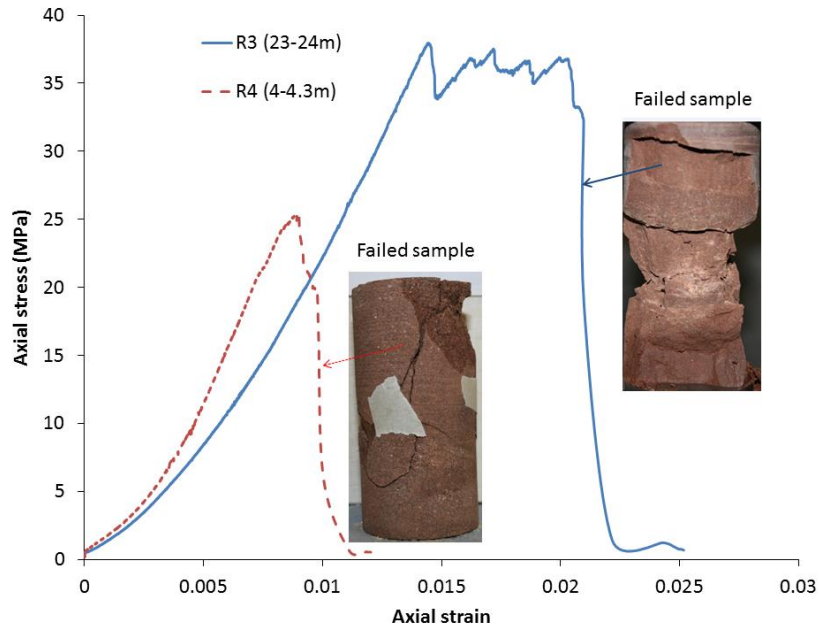 40
35
30
25
20
15
10
5
0
Axial stress (MPa)
R3 (23-24m)
R4 (4-4.3m)
Failed sample
Failed sample
0
0.005
0.01
0.015
0.02
0.025
0.03
Axial strain